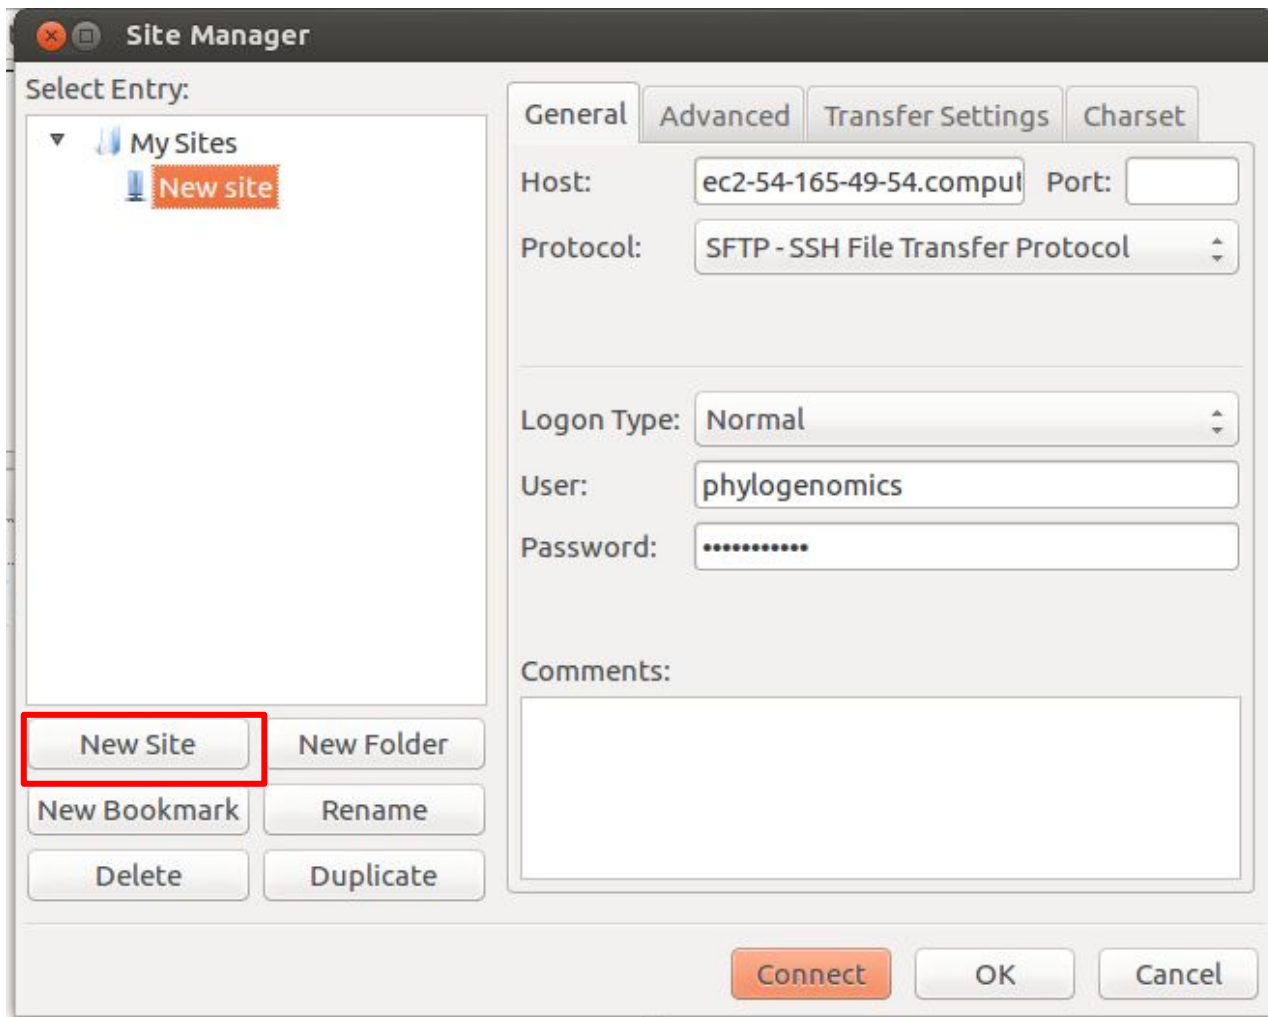 Site Manager
Select Entry:
My Sites
New site
New Site
New Folder
New Bookmark
Rename
Delete
Duplicate
General
Advanced
Transfer Settings
Charset
Host:
ec2-54-165-49-54.comput
Port:
Protocol:
SFTP - SSH File Transfer Protocol
Logon Type:
Normal
User:
phylogenomics
Password:
•••••••••••
Comments:
Connect
OK
Cancel